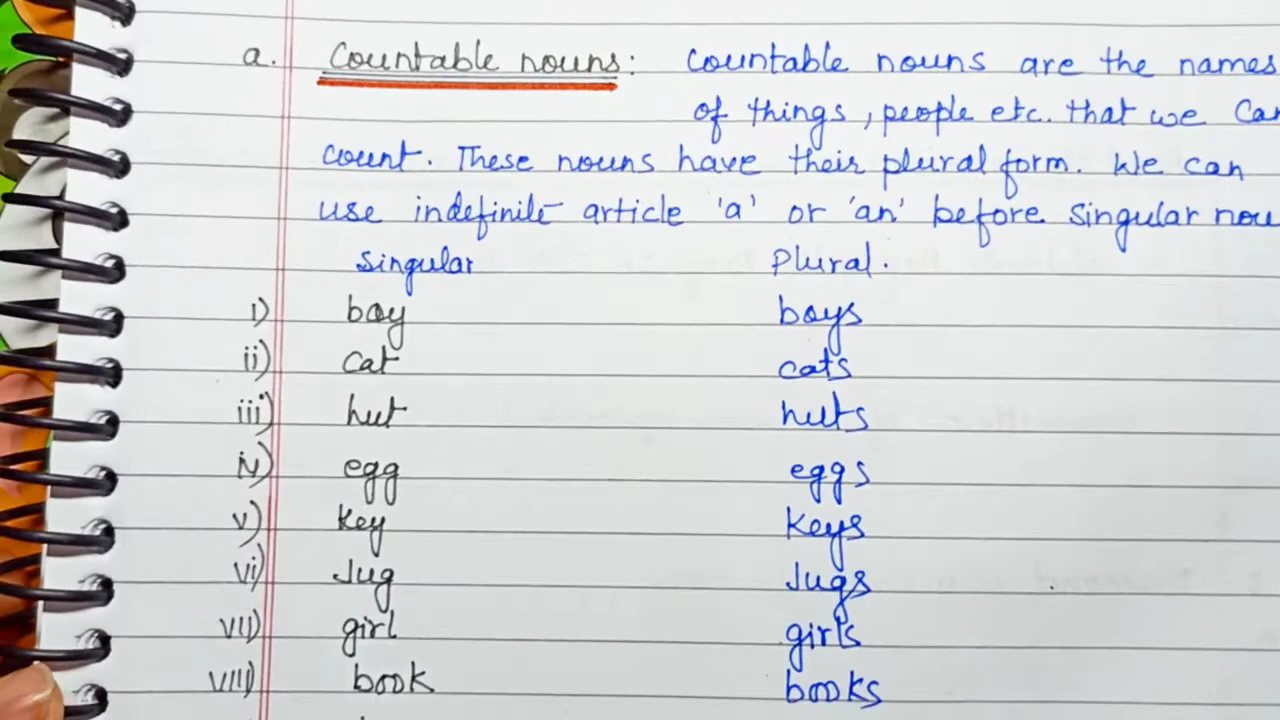 a. Countable nouns: Countable nouns are the names
of things, people etc. that we Can
count. These nouns have their plural form. We can
use indefinite article 'a' or 'an' before singular nou
Singular Plural.
i) boy boys
ii) cat cats
iii) hut huts
iv) egg eggs
v) Key Keys
vi) Jug Jugs
vii) girl girls
viii) book books